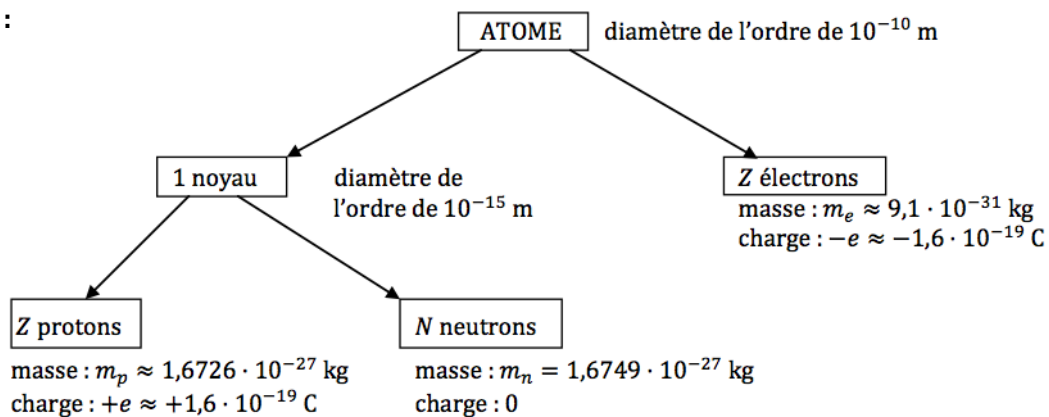 :
ATOME
diamètre de l'ordre de 10⁻¹⁰ m
1 noyau
diamètre de
l'ordre de 10⁻¹⁵ m
Z électrons
masse : mₑ ≈ 9,1 · 10⁻³¹ kg
charge : −e ≈ −1,6 · 10⁻¹⁹ C
Z protons
masse : mₚ ≈ 1,6726 · 10⁻²⁷ kg
charge : +e ≈ +1,6 · 10⁻¹⁹ C
N neutrons
masse : mₙ = 1,6749 · 10⁻²⁷ kg
charge : 0